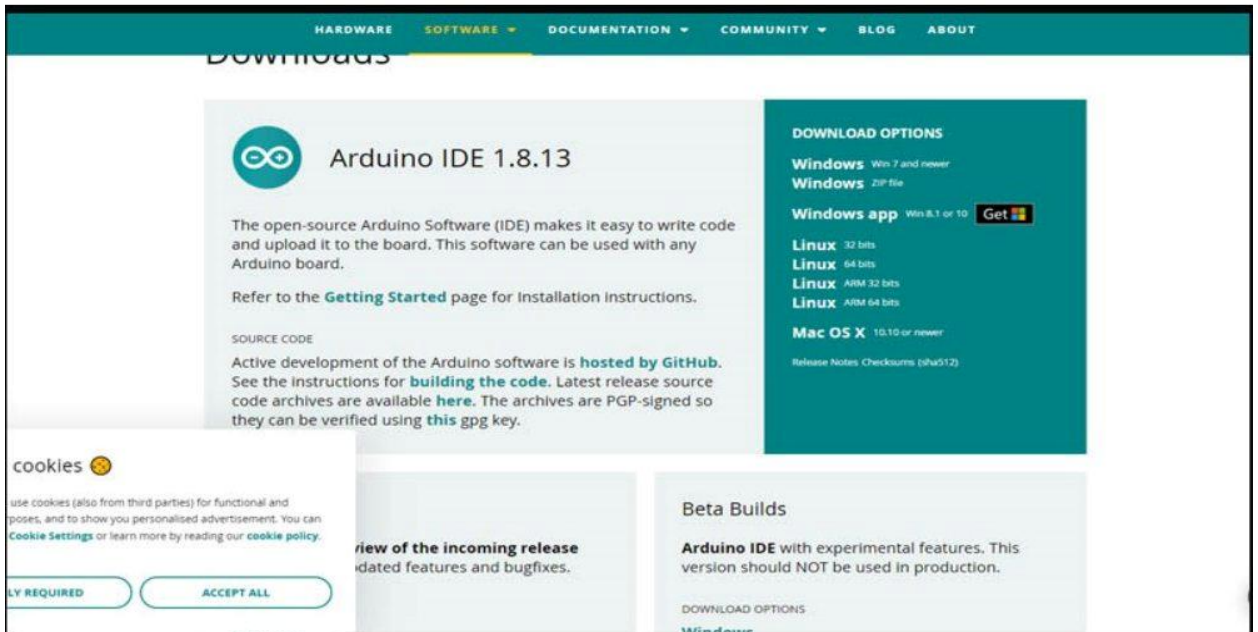 HARDWARE SOFTWARE DOCUMENTATION COMMUNITY BLOG ABOUT
Downloads
Arduino IDE 1.8.13
The open-source Arduino Software (IDE) makes it easy to write code
and upload it to the board. This software can be used with any
Arduino board.
Refer to the Getting Started page for Installation instructions.
SOURCE CODE
Active development of the Arduino software is hosted by GitHub.
See the instructions for building the code. Latest release source
code archives are available here. The archives are PGP-signed so
they can be verified using this gpg key.
DOWNLOAD OPTIONS
Windows Win 7 and newer
Windows ZIP file
Windows app Win 8.1 or 10 Get
Linux 32 bits
Linux 64 bits
Linux ARM 32 bits
Linux ARM 64 bits
Mac OS X 10.10 or newer
Release Notes Checksums (sha512)
cookies
use cookies (also from third parties) for functional and
poses, and to show you personalised advertisement. You can
Cookie Settings or learn more by reading our cookie policy.
LY REQUIRED ACCEPT ALL
view of the incoming release
dated features and bugfixes.
Beta Builds
Arduino IDE with experimental features. This
version should NOT be used in production.
DOWNLOAD OPTIONS
Windows